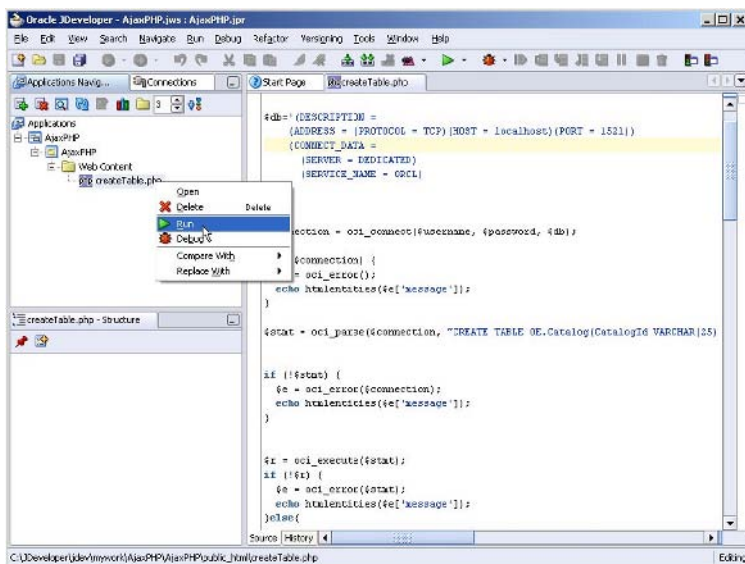 Oracle JDeveloper - AjaxPHP.jws : AjaxPHP.jpr
File Edit View Search Navigate Run Debug Refactor Versioning Tools Window Help
Applications Navig... Connections
Start Page createTable.php
3
Applications
AjaxPHP
AjaxPHP
Web Content
createTable.php
Open
Delete Delete
Run
Debug
Compare With
Replace With
createTable.php - Structure
$db='(DESCRIPTION =
(ADDRESS = (PROTOCOL = TCP)(HOST = localhost)(PORT = 1521))
(CONNECT_DATA =
(SERVER = DEDICATED)
(SERVICE_NAME = ORCL)
ection = oci_connect($username, $password, $db);
$connection) {
= oci_error();
echo htmlentities($e['message']);
}
$stmt = oci_parse($connection, "CREATE TABLE OE.Catalog(CatalogId VARCHAR(25)
if (!$stmt) {
$e = oci_error($connection);
echo htmlentities($e['message']);
}
$r = oci_execute($stmt);
if (!$r) {
$e = oci_error($stmt);
echo htmlentities($e['message']);
}else{
Source History
C:\JDeveloper\jdev\mywork\AjaxPHP\AjaxPHP\public_html\createTable.php
Editing